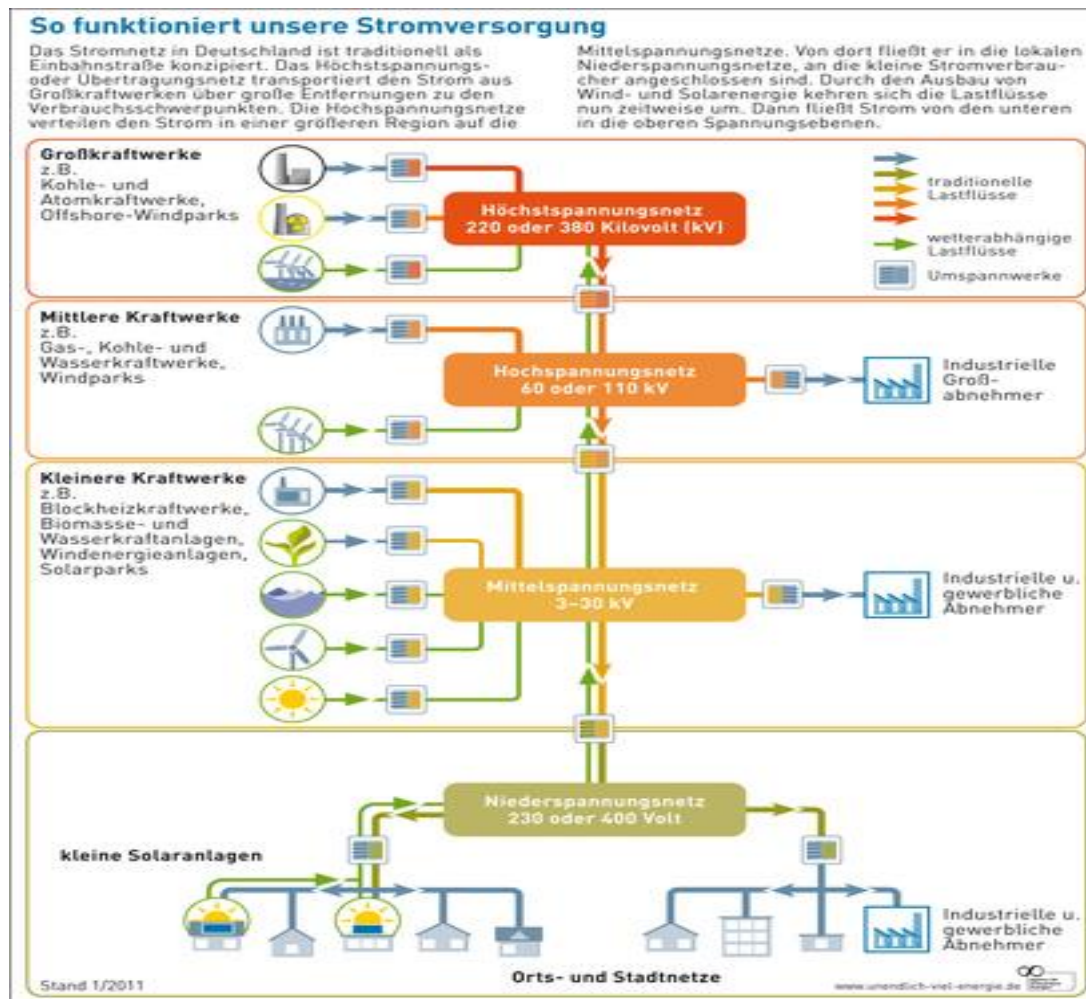 So funktioniert unsere Stromversorgung
Das Stromnetz in Deutschland ist traditionell als
Einbahnstraße konzipiert. Das Höchstspannungs-
oder Übertragungsnetz transportiert den Strom aus
Großkraftwerken über große Entfernungen zu den
Verbrauchsschwerpunkten. Die Hochspannungsnetze
verteilen den Strom in einer größeren Region auf die
Mittelspannungsnetze. Von dort fließt er in die lokalen
Niederspannungsnetze, an die kleine Stromverbrau-
cher angeschlossen sind. Durch den Ausbau von
Wind- und Solarenergie kehren sich die Lastflüsse
nun zeitweise um. Dann fließt Strom von den unteren
in die oberen Spannungsebenen.
Großkraftwerke
z.B.
Kohle- und
Atomkraftwerke,
Offshore-Windparks
Höchstspannungsnetz
220 oder 380 Kilovolt (kV)
traditionelle
Lastflüsse
wetterabhängige
Lastflüsse
Umspannwerke
Mittlere Kraftwerke
z.B.
Gas-, Kohle- und
Wasserkraftwerke,
Windparks
Hochspannungsnetz
60 oder 110 kV
Industrielle
Groß-
abnehmer
Kleinere Kraftwerke
z.B.
Blockheizkraftwerke,
Biomasse- und
Wasserkraftanlagen,
Windenergieanlagen,
Solarparks
Mittelspannungsnetz
3–30 kV
Industrielle u.
gewerbliche
Abnehmer
Niederspannungsnetz
230 oder 400 Volt
kleine Solaranlagen
Industrielle u.
gewerbliche
Abnehmer
Orts- und Stadtnetze
Stand 1/2011
www.unendlich-viel-energie.de